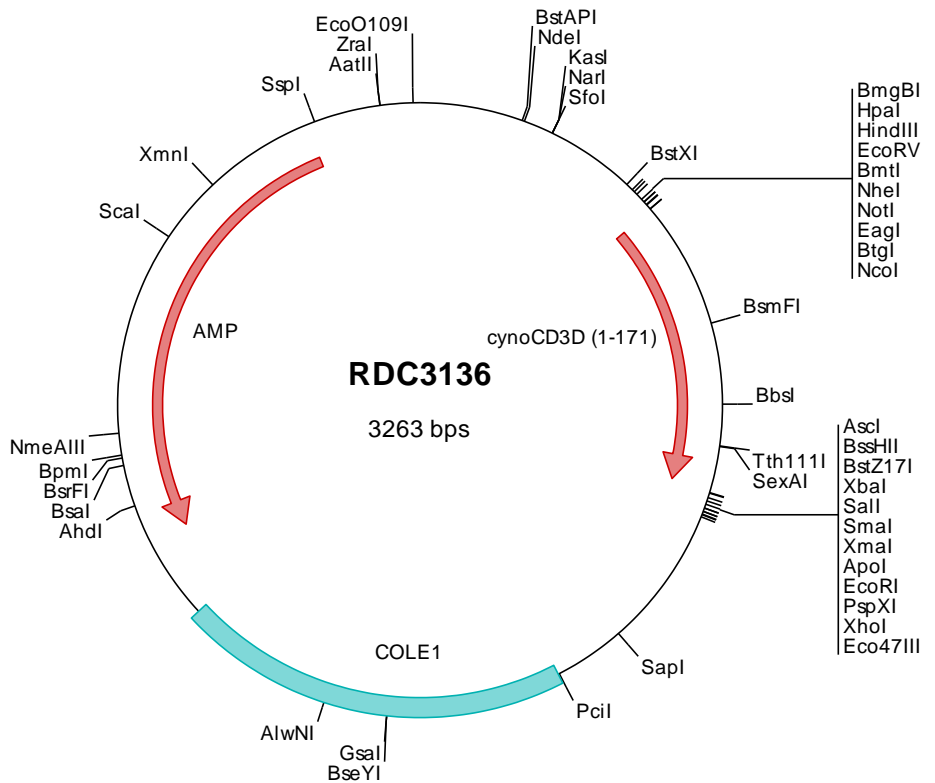 EcoO109I
ZraI
AatII
SspI
XmnI
ScaI
BstAPI
NdeI
KasI
NarI
SfoI
BstXI
BmgBI
HpaI
HindIII
EcoRV
BmtI
NheI
NotI
EagI
BtgI
NcoI
BsmFI
AMP
cynoCD3D (1-171)
RDC3136
3263 bps
BbsI
NmeAIII
BpmI
BsrFI
BsaI
AhdI
Tth111I
SexAI
AscI
BssHII
BstZ17I
XbaI
SalI
SmaI
XmaI
ApoI
EcoRI
PspXI
XhoI
Eco47III
COLE1
SapI
PciI
AlwNI
GsaI
BseYI